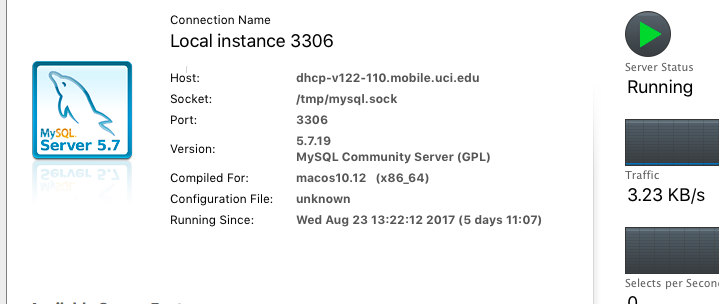 Connection Name
Local instance 3306
Host: dhcp-v122-110.mobile.uci.edu
Socket: /tmp/mysql.sock
Port: 3306
Version: 5.7.19
MySQL Community Server (GPL)
Compiled For: macos10.12 (x86_64)
Configuration File: unknown
Running Since: Wed Aug 23 13:22:12 2017 (5 days 11:07)
MySQL
Server 5.7
Server Status
Running
Traffic
3.23 KB/s
Selects per Secon
0